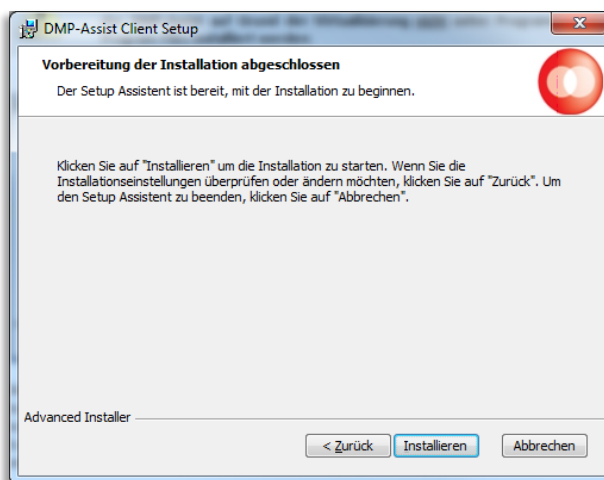 DMP-Assist Client Setup
Vorbereitung der Installation abgeschlossen
Der Setup Assistent ist bereit, mit der Installation zu beginnen.
Klicken Sie auf "Installieren" um die Installation zu starten. Wenn Sie die
Installationseinstellungen überprüfen oder ändern möchten, klicken Sie auf "Zurück". Um
den Setup Assistent zu beenden, klicken Sie auf "Abbrechen".
Advanced Installer
< Zurück
Installieren
Abbrechen